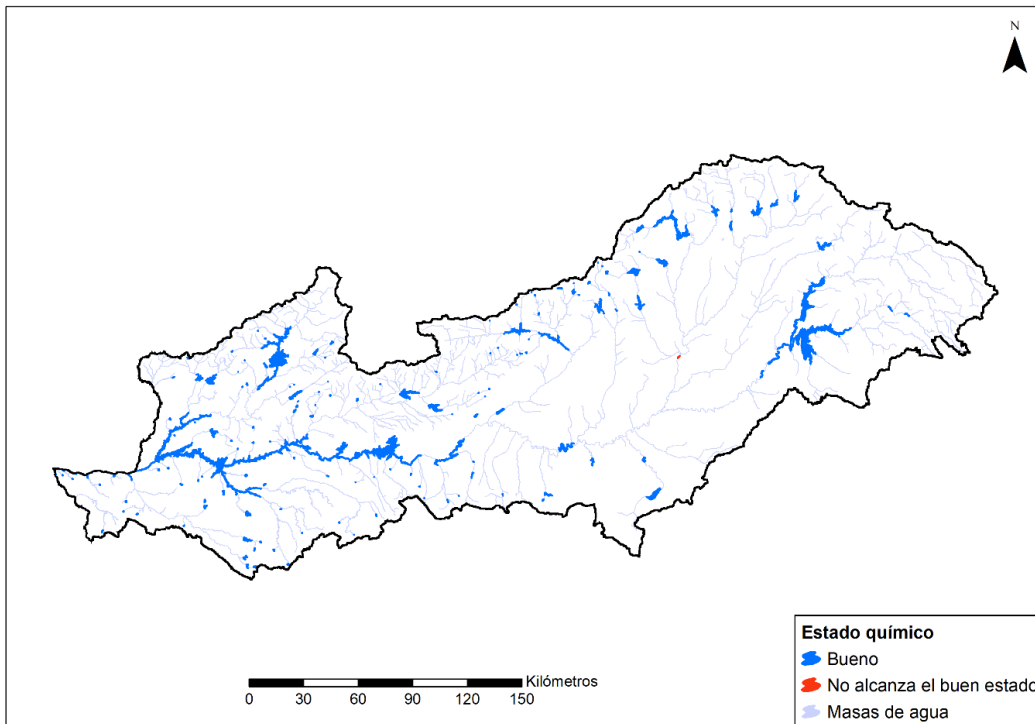 N
Estado químico
Bueno
No alcanza el buen estado
Masas de agua
Kilómetros
0 30 60 90 120 150